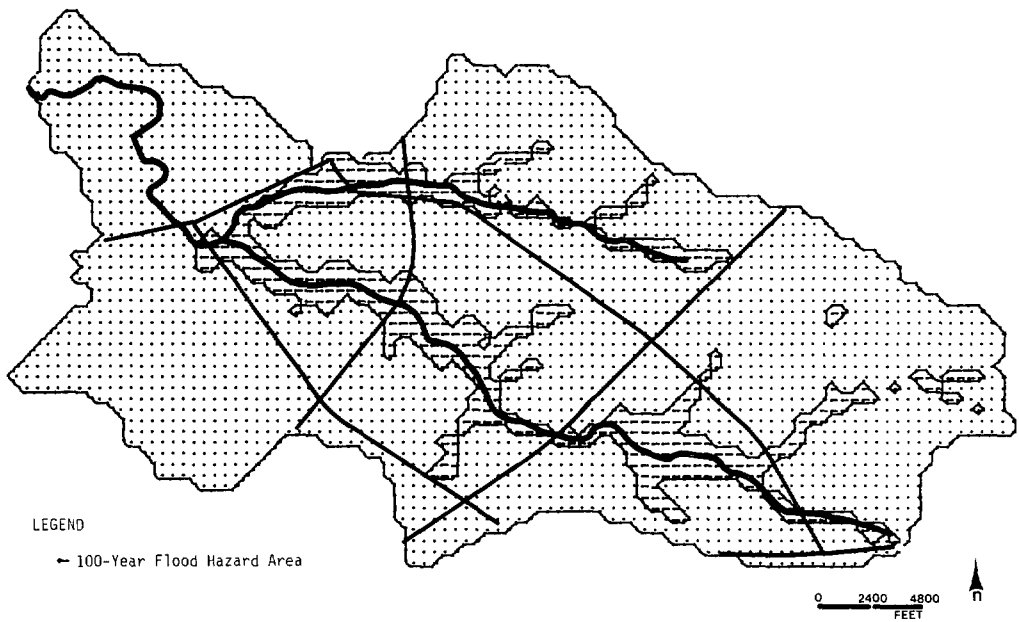 LEGEND
← 100-Year Flood Hazard Area
0 2400 4800
FEET
n